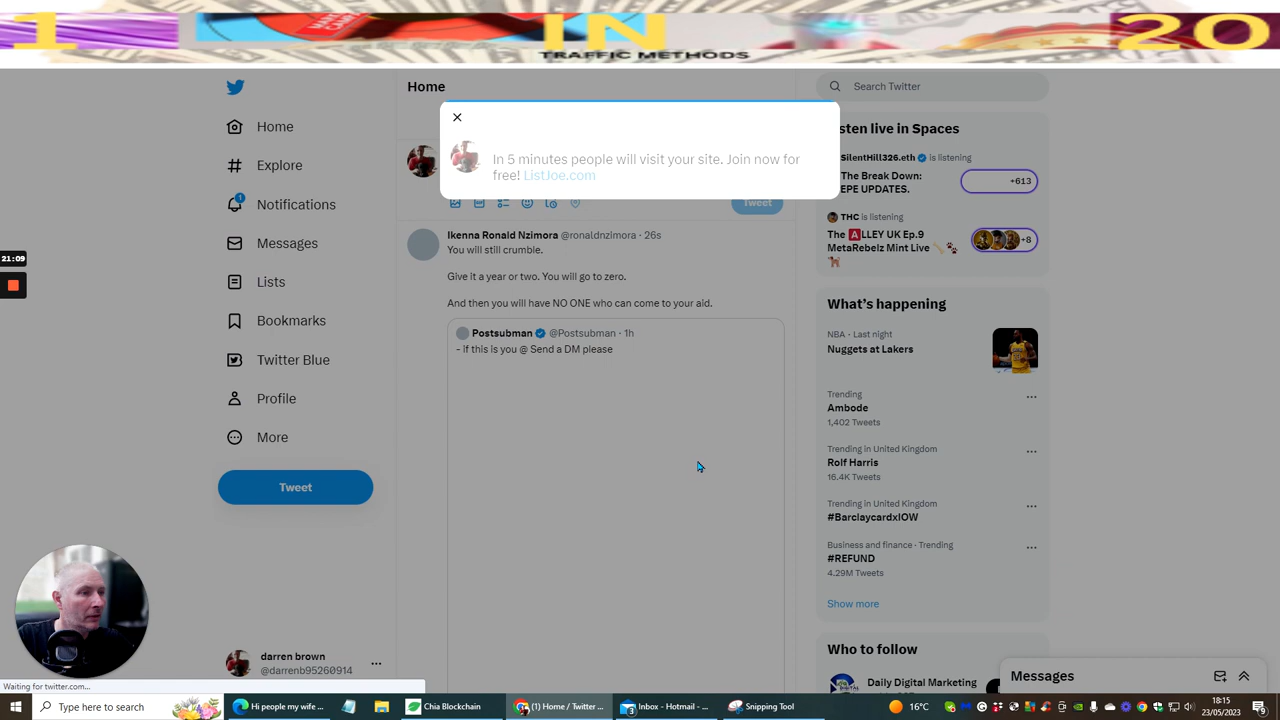 1 IN 20
TRAFFIC METHODS
Home
Search Twitter
Home
Explore
1
Notifications
Messages
Lists
Bookmarks
Twitter Blue
Profile
More
Tweet
darren brown
@darrenb95260914
21:09
In 5 minutes people will visit your site. Join now for
free! ListJoe.com
Tweet
Ikenna Ronald Nzimora @ronaldnzimora · 26s
You will still crumble.
Give it a year or two. You will go to zero.
And then you will have NO ONE who can come to your aid.
Postsubman @Postsubman · 1h
- If this is you @ Send a DM please
sten live in Spaces
SilentHill326.eth is listening
The Break Down:
EPE UPDATES.
+613
THC is listening
The 🅰LLEY UK Ep.9
MetaRebelz Mint Live
+8
What's happening
NBA · Last night
Nuggets at Lakers
Trending
Ambode
1,402 Tweets
Trending in United Kingdom
Rolf Harris
16.4K Tweets
Trending in United Kingdom
#BarclaycardxIOW
Business and finance · Trending
#REFUND
4.29M Tweets
Show more
Who to follow
Daily Digital Marketing
Messages
Waiting for twitter.com...
Type here to search
Hi people my wife ...
Chia Blockchain
(1) Home / Twitter ...
3
Inbox - Hotmail - ...
Snipping Tool
16°C
18:15
23/05/2023